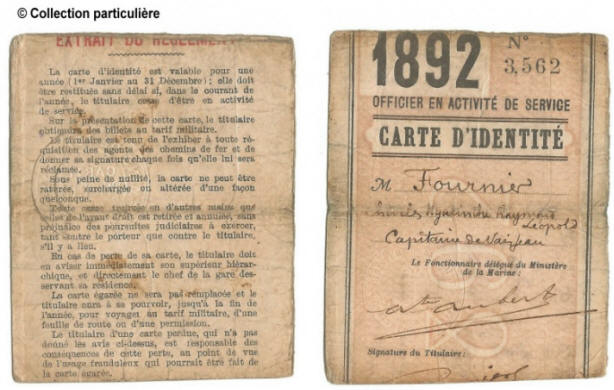 © Collection particulière
EXTRAIT DU RÈGLEMENT
La carte d'identité est valable pour une
année (1er Janvier au 31 Décembre) ; elle doit
être restituée sans délai si, dans le courant de
l'année, le titulaire cesse d'être en activité
de service.
Sur la présentation de cette carte, le titulaire
obtiendra des billets au tarif militaire.
Le titulaire est tenu de l'exhiber à toute ré-
quisition des agents des chemins de fer et de
donner sa signature chaque fois qu'elle lui sera
réclamée.
Sous peine de nullité, la carte ne peut être
raturée, surchargée ou altérée d'une façon
quelconque.
Toute carte trouvée en d'autres mains que
celles de l'ayant droit est retirée et annulée, sans
préjudice des poursuites judiciaires à exercer,
tant contre le porteur que contre le titulaire,
s'il y a lieu.
En cas de perte de sa carte, le titulaire doit
en aviser immédiatement son supérieur hiérar-
chique, et directement le chef de la gare des-
servant sa résidence.
La carte égarée ne sera pas remplacée et le
titulaire aura à se pourvoir, jusqu'à la fin de
l'année, pour voyager au tarif militaire, d'une
feuille de route ou d'une permission.
Le titulaire d'une carte perdue, qui n'a pas
donné les avis ci-dessus, est responsable des
conséquences de cette perte, au point de vue
de l'usage frauduleux qui pourrait être fait de
la carte égarée.
1892 N°
3,562
OFFICIER EN ACTIVITÉ DE SERVICE
CARTE D'IDENTITÉ
M Fournier
Raymond
Léopold
Capitaine de Vaisseau
Le Fonctionnaire délégué du Ministère
de la Marine :
Signature du Titulaire :